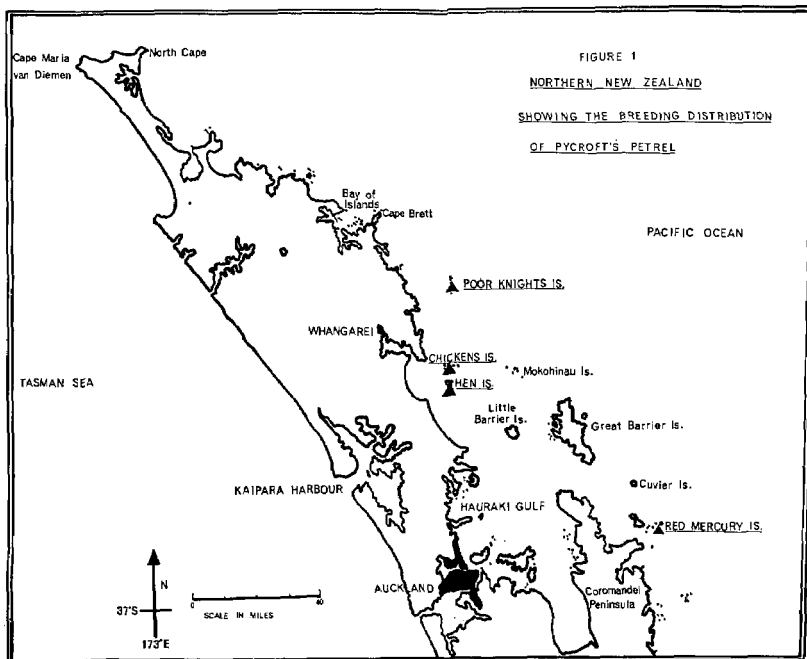 FIGURE 1
NORTHERN NEW ZEALAND
SHOWING THE BREEDING DISTRIBUTION
OF PYCROFT'S PETREL
Cape Maria
van Diemen
North Cape
Bay of
Islands
Cape Brett
PACIFIC OCEAN
POOR KNIGHTS IS.
WHANGAREI
CHICKENS IS.
HEN IS.
Mokohinau Is.
TASMAN SEA
Little
Barrier Is.
Great Barrier Is.
KAIPARA HARBOUR
HAURAKI GULF
Cuvier Is.
RED MERCURY IS.
AUCKLAND
Coromandel
Peninsula
N
37°S
173°E
0
40
SCALE IN MILES